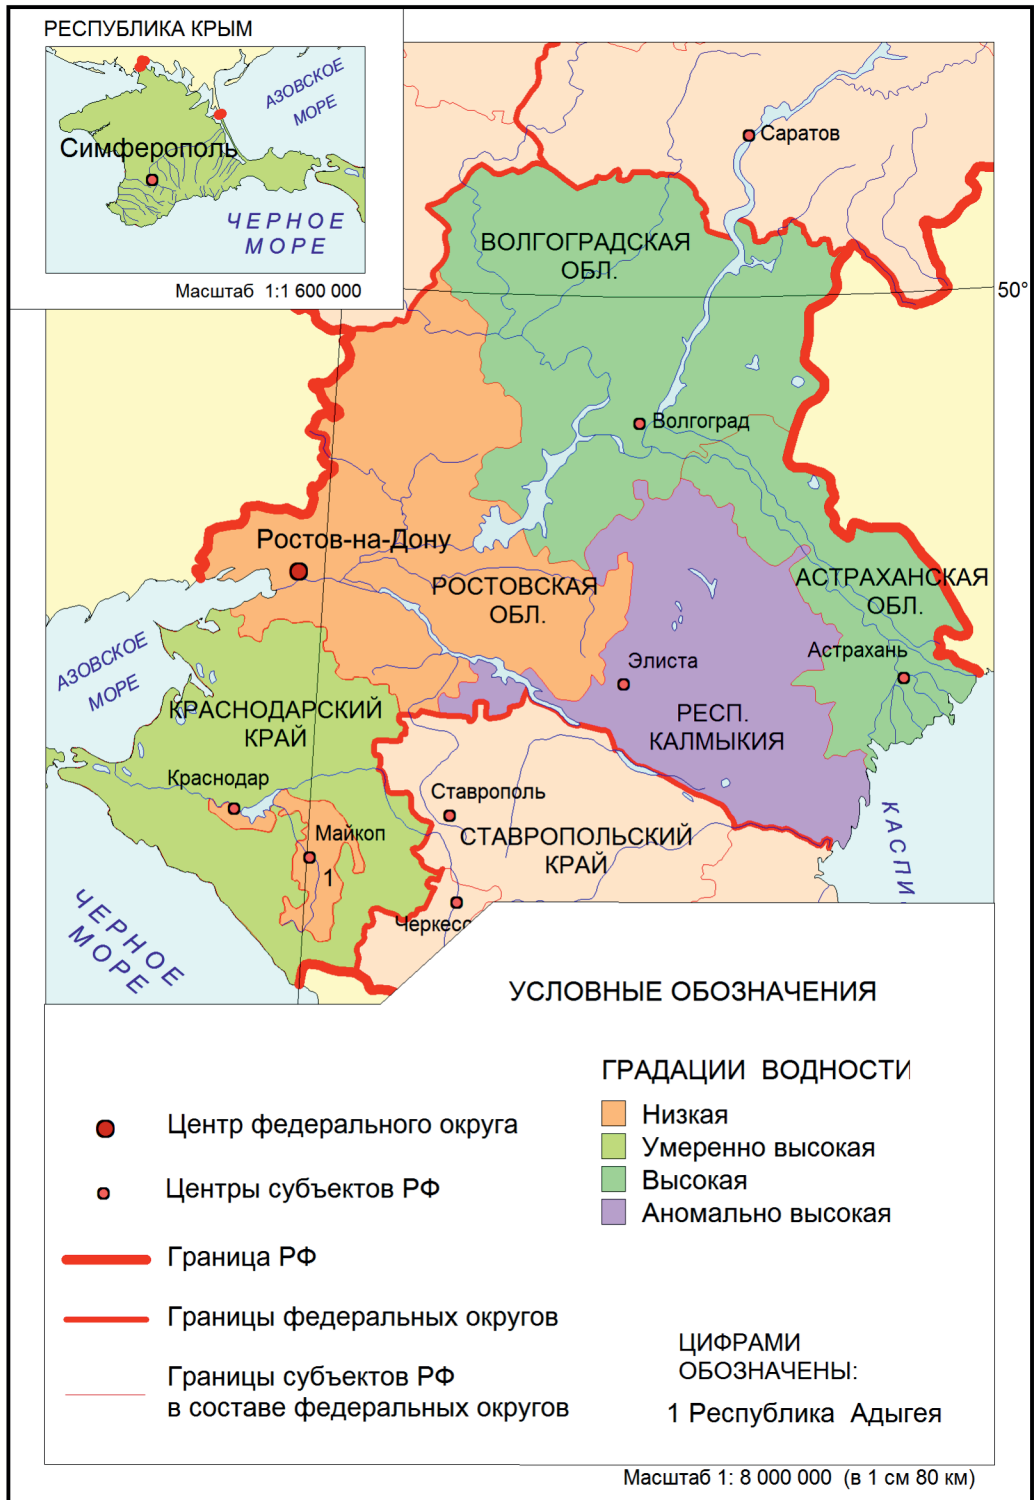 РЕСПУБЛИКА КРЫМ
АЗОВСКОЕ
МОРЕ
Симферополь
ЧЕРНОЕ
МОРЕ
Масштаб 1:1 600 000
Саратов
ВОЛГОГРАДСКАЯ
ОБЛ.
50°
Волгоград
Ростов-на-Дону
РОСТОВСКАЯ
ОБЛ.
АСТРАХАНСКАЯ
ОБЛ.
АЗОВСКОЕ
МОРЕ
Элиста
Астрахань
КРАСНОДАРСКИЙ
КРАЙ
РЕСП.
КАЛМЫКИЯ
Краснодар
Ставрополь
Майкоп
СТАВРОПОЛЬСКИЙ
КРАЙ
1
КАСПИ
ЧЕРНОЕ
МОРЕ
Черкесс
УСЛОВНЫЕ ОБОЗНАЧЕНИЯ
ГРАДАЦИИ ВОДНОСТИ
Низкая
Умеренно высокая
Высокая
Аномально высокая
Центр федерального округа
Центры субъектов РФ
Граница РФ
Границы федеральных округов
Границы субъектов РФ
в составе федеральных округов
ЦИФРАМИ
ОБОЗНАЧЕНЫ:
1 Республика Адыгея
Масштаб 1: 8 000 000 (в 1 см 80 км)